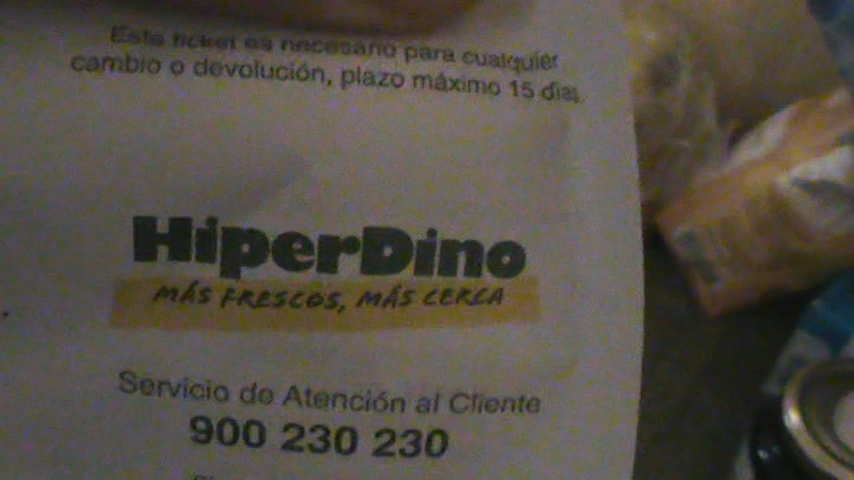 Este ticket es necesario para cualquier
cambio o devolución, plazo máximo 15 días
HiperDino
MÁS FRESCOS, MÁS CERCA
Servicio de Atención al Cliente
900 230 230